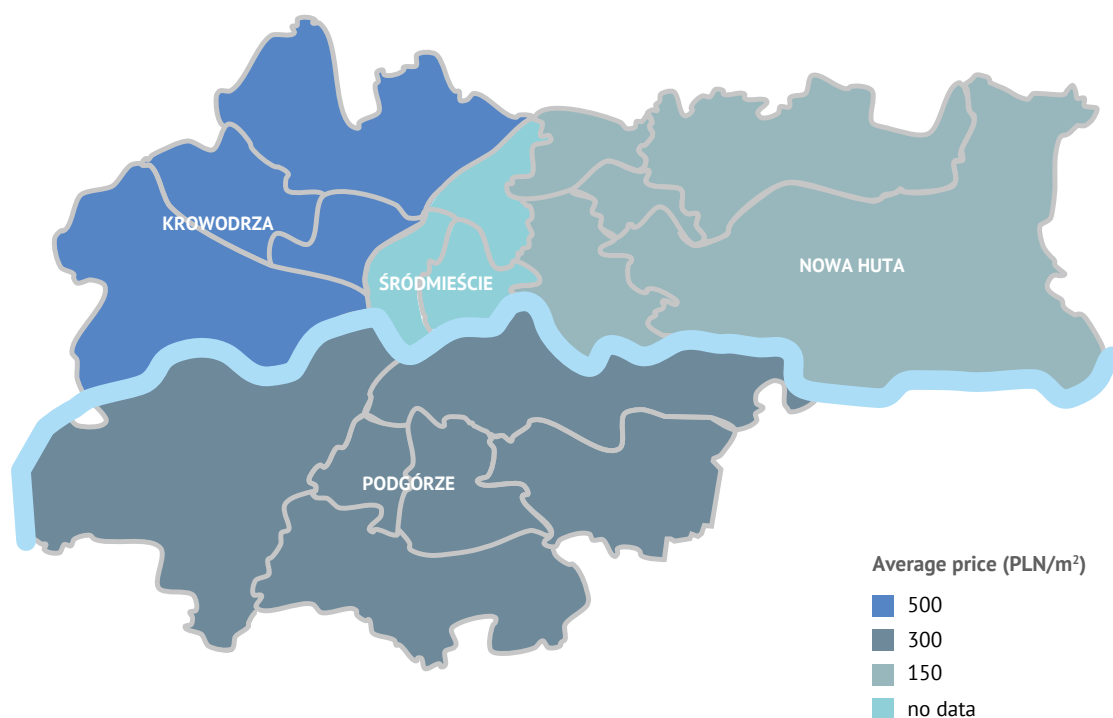 KROWODRZA
ŚRÓDMIEŚCIE
NOWA HUTA
PODGÓRZE
Average price (PLN/m²)
500
300
150
no data